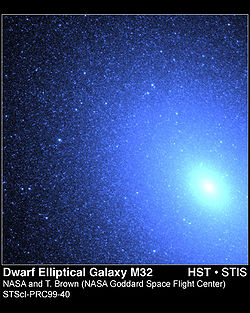 Dwarf Elliptical Galaxy M32 HST • STIS
NASA and T. Brown (NASA Goddard Space Flight Center)
STScI-PRC99-40